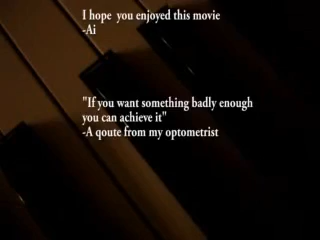 I hope  you enjoyed this movie
-Ai
"If you want something badly enough
you can achieve it"
-A qoute from my optometrist